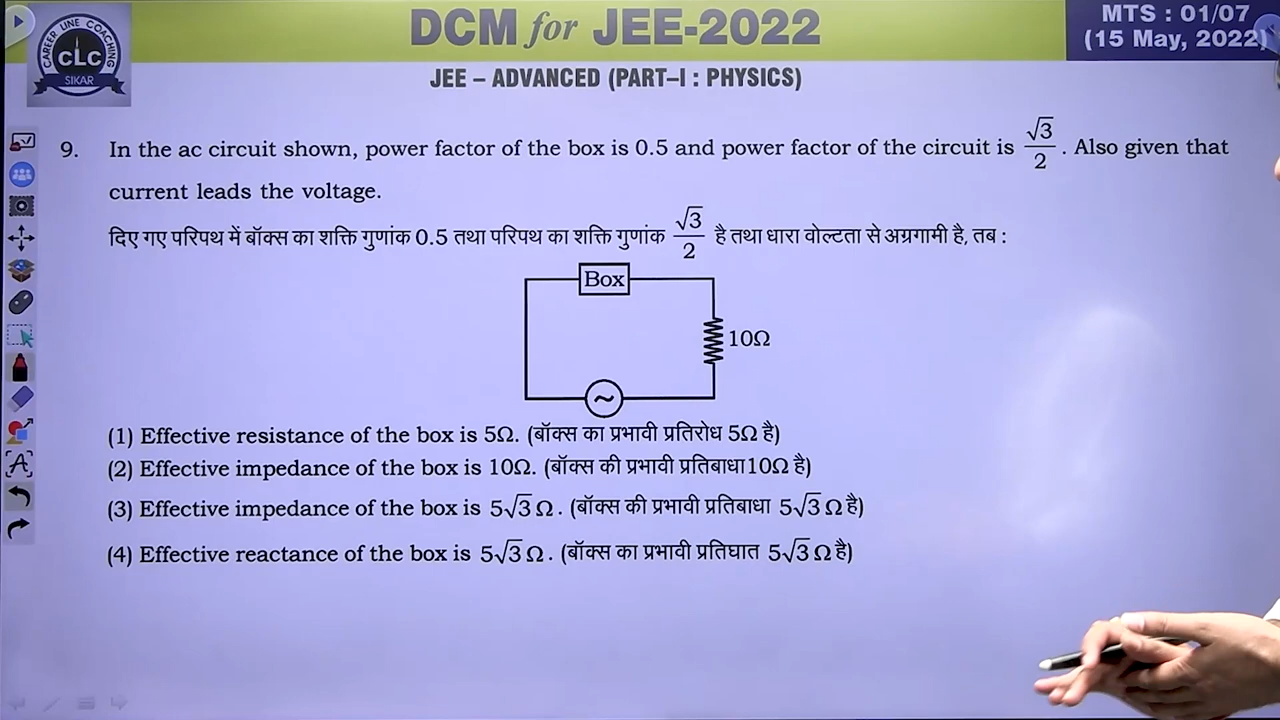 CAREER LINE COACHING
CLC
SIKAR
DCM for JEE-2022
MTS : 01/07
(15 May, 2022)
JEE – ADVANCED (PART–I : PHYSICS)
9. In the ac circuit shown, power factor of the box is 0.5 and power factor of the circuit is √3/2 . Also given that
current leads the voltage.
दिए गए परिपथ में बॉक्स का शक्ति गुणांक 0.5 तथा परिपथ का शक्ति गुणांक √3/2 है तथा धारा वोल्टता से अग्रगामी है, तब :
Box
10Ω
~
(1) Effective resistance of the box is 5Ω. (बॉक्स का प्रभावी प्रतिरोध 5Ω है)
(2) Effective impedance of the box is 10Ω. (बॉक्स की प्रभावी प्रतिबाधा10Ω है)
(3) Effective impedance of the box is 5√3Ω. (बॉक्स की प्रभावी प्रतिबाधा 5√3Ω है)
(4) Effective reactance of the box is 5√3Ω. (बॉक्स का प्रभावी प्रतिघात 5√3Ω है)